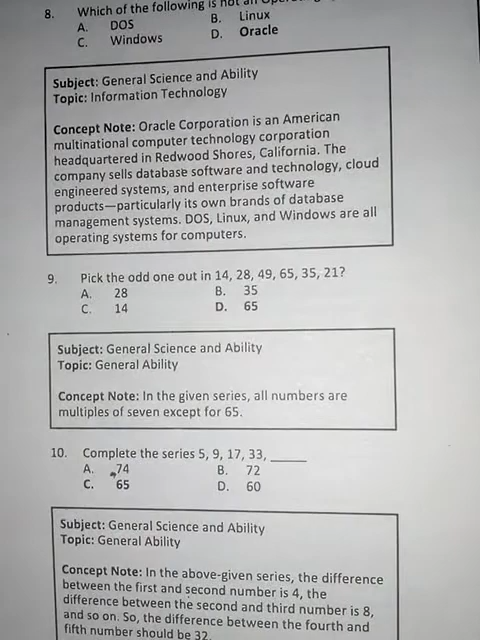 8. Which of the following is not an
A. DOS B. Linux
C. Windows D. Oracle
Subject: General Science and Ability
Topic: Information Technology
Concept Note: Oracle Corporation is an American
multinational computer technology corporation
headquartered in Redwood Shores, California. The
company sells database software and technology, cloud
engineered systems, and enterprise software
products—particularly its own brands of database
management systems. DOS, Linux, and Windows are all
operating systems for computers.
9. Pick the odd one out in 14, 28, 49, 65, 35, 21?
A. 28 B. 35
C. 14 D. 65
Subject: General Science and Ability
Topic: General Ability
Concept Note: In the given series, all numbers are
multiples of seven except for 65.
10. Complete the series 5, 9, 17, 33, _____
A. 74 B. 72
C. 65 D. 60
Subject: General Science and Ability
Topic: General Ability
Concept Note: In the above-given series, the difference
between the first and second number is 4, the
difference between the second and third number is 8,
and so on. So, the difference between the fourth and
fifth number should be 32.